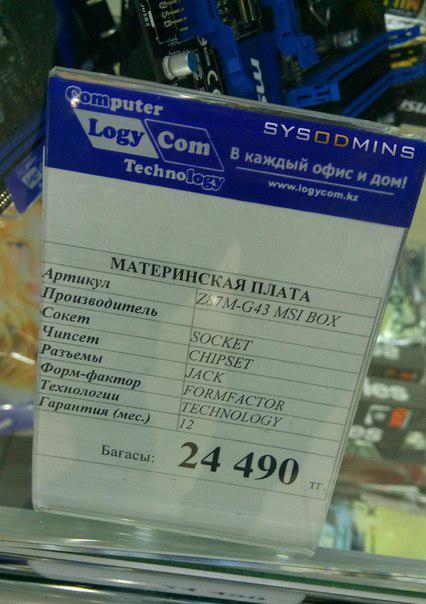 Computer
Logy Com
Technology
SYSODMINS
В каждый офис и дом!
www.logycom.kz
МАТЕРИНСКАЯ ПЛАТА
Артикул Z87M-G43 MSI BOX
Производитель
Сокет SOCKET
Чипсет CHIPSET
Разъемы JACK
Форм-фактор FORMFACTOR
Технологии TECHNOLOGY
Гарантия (мес.) 12
Бағасы: 24 490 тг.